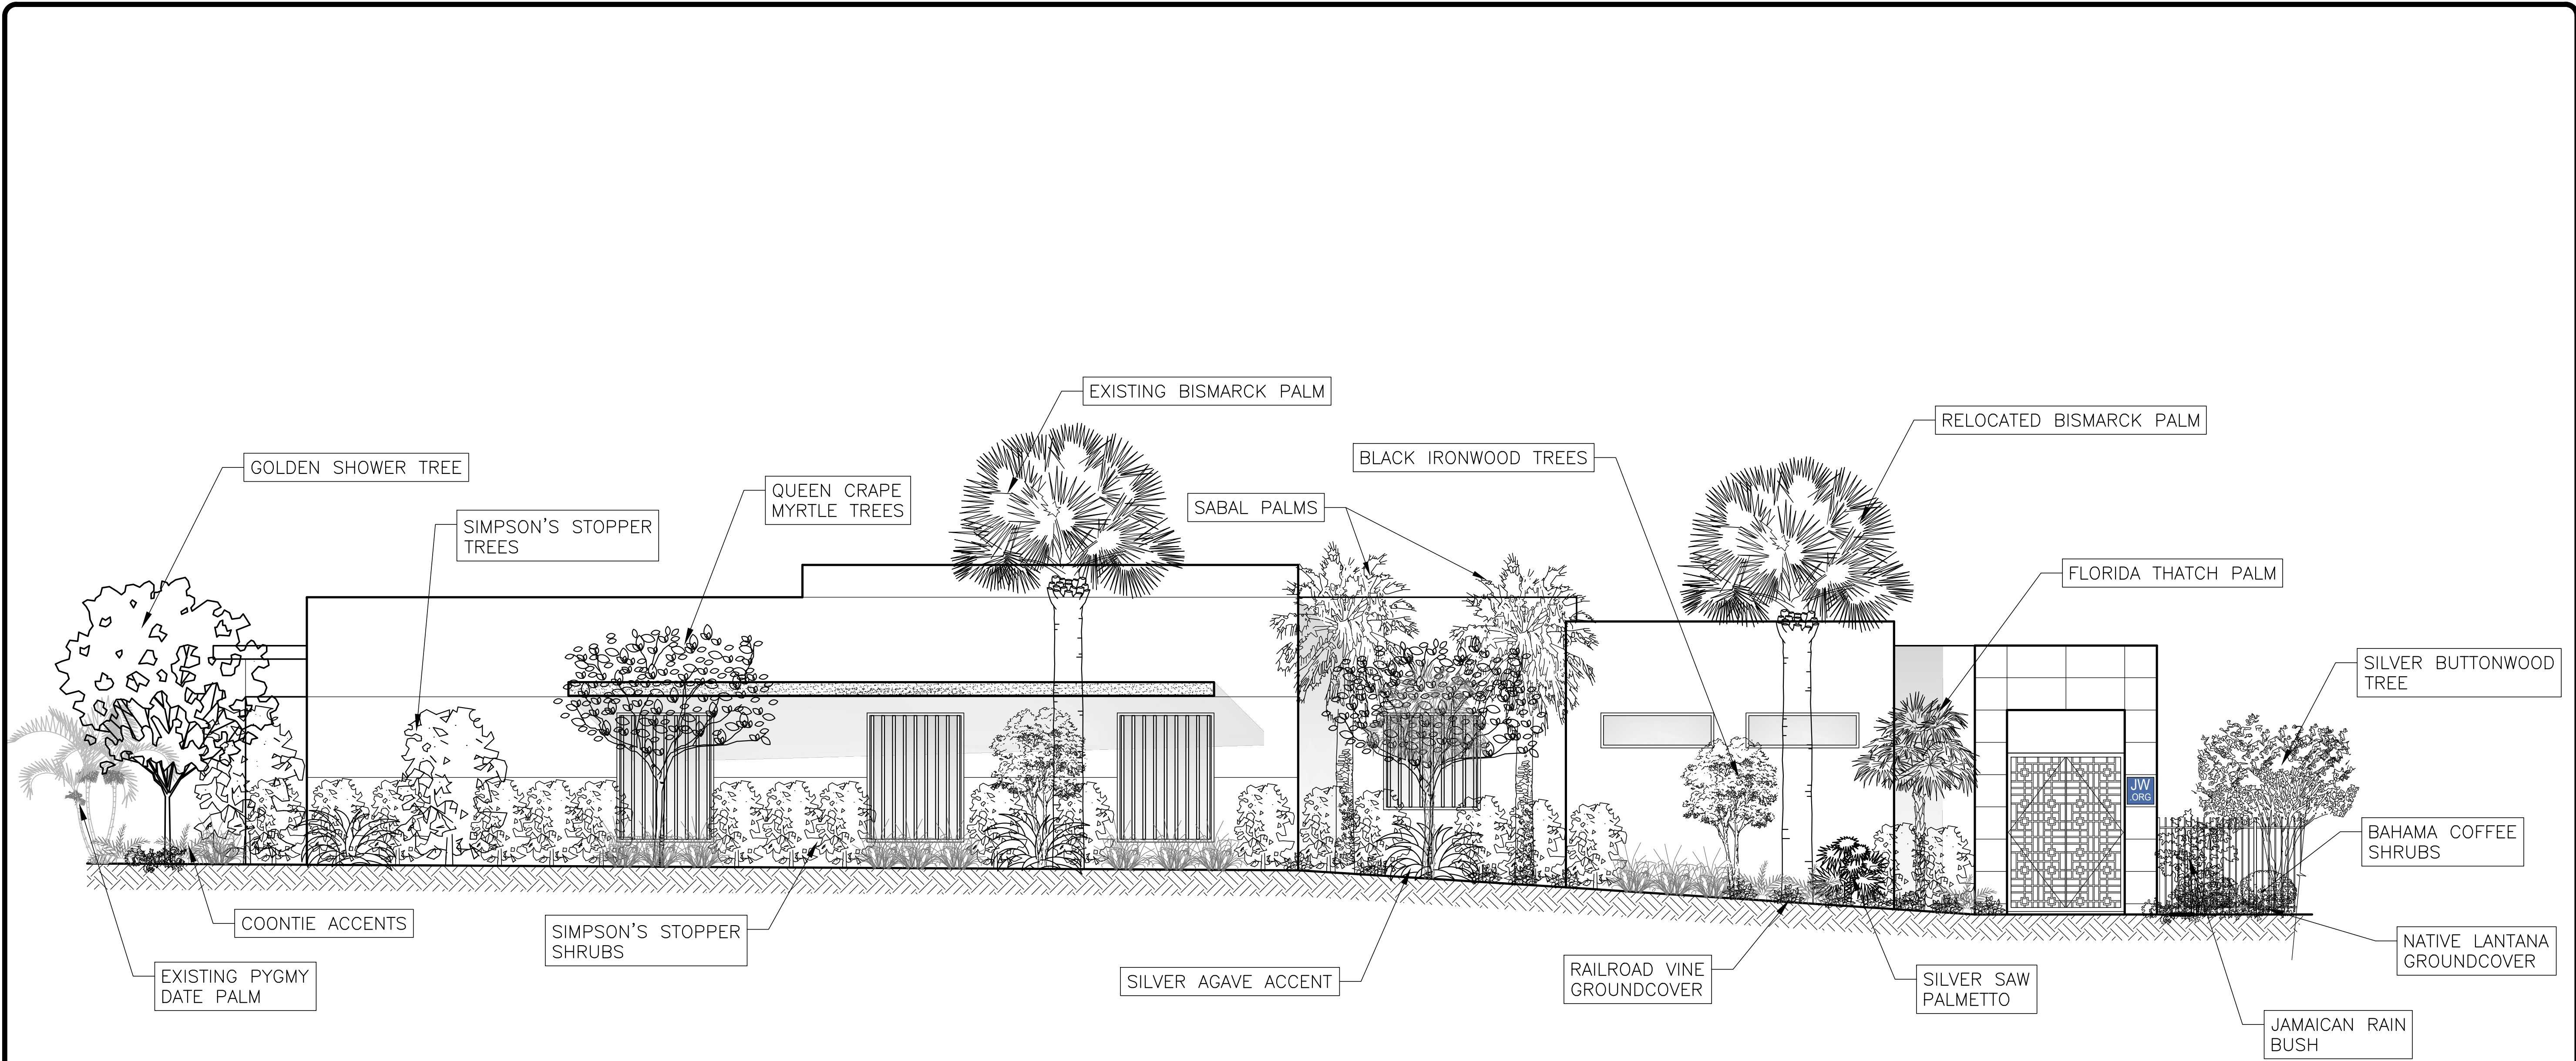 EXISTING BISMARCK PALM
RELOCATED BISMARCK PALM
GOLDEN SHOWER TREE
BLACK IRONWOOD TREES
QUEEN CRAPE
MYRTLE TREES
SABAL PALMS
SIMPSON'S STOPPER
TREES
FLORIDA THATCH PALM
SILVER BUTTONWOOD
TREE
JW
.ORG
BAHAMA COFFEE
SHRUBS
COONTIE ACCENTS
SIMPSON'S STOPPER
SHRUBS
NATIVE LANTANA
GROUNDCOVER
EXISTING PYGMY
DATE PALM
SILVER AGAVE ACCENT
RAILROAD VINE
GROUNDCOVER
SILVER SAW
PALMETTO
JAMAICAN RAIN
BUSH